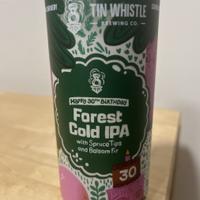 TIN WHISTLE
BREWING CO.
HAPPY 30TH BIRTHDAY
Forest
Cold IPA
with Spruce Tips
and Balsam Fir
30